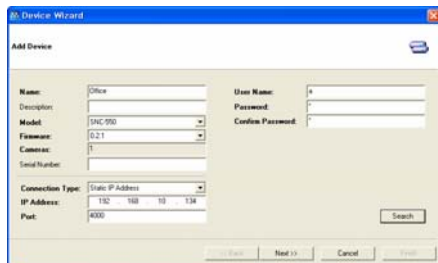 Device Wizard
Add Device
Name: Office
Description:
Model: SNC-550
Firmware: 0.2.1
Cameras: 1
Serial Number:
Connection Type: Static IP Address
IP Address: 192 . 168 . 10 . 134
Port: 4000
User Name: a
Password: *
Confirm Password: *
Search
<< Back
Next >>
Cancel
Finish